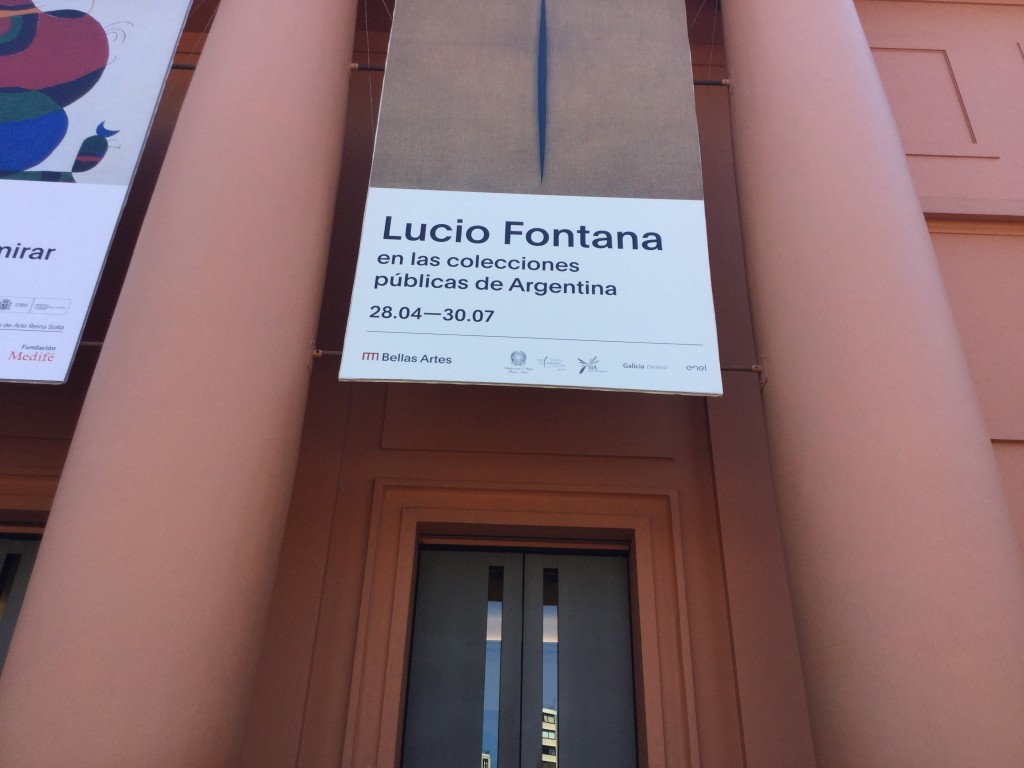 mirar
de Arte Reina Sofía
Fundación
Medifé
Lucio Fontana
en las colecciones
públicas de Argentina
28.04—30.07
Bellas Artes
Galicia
enel